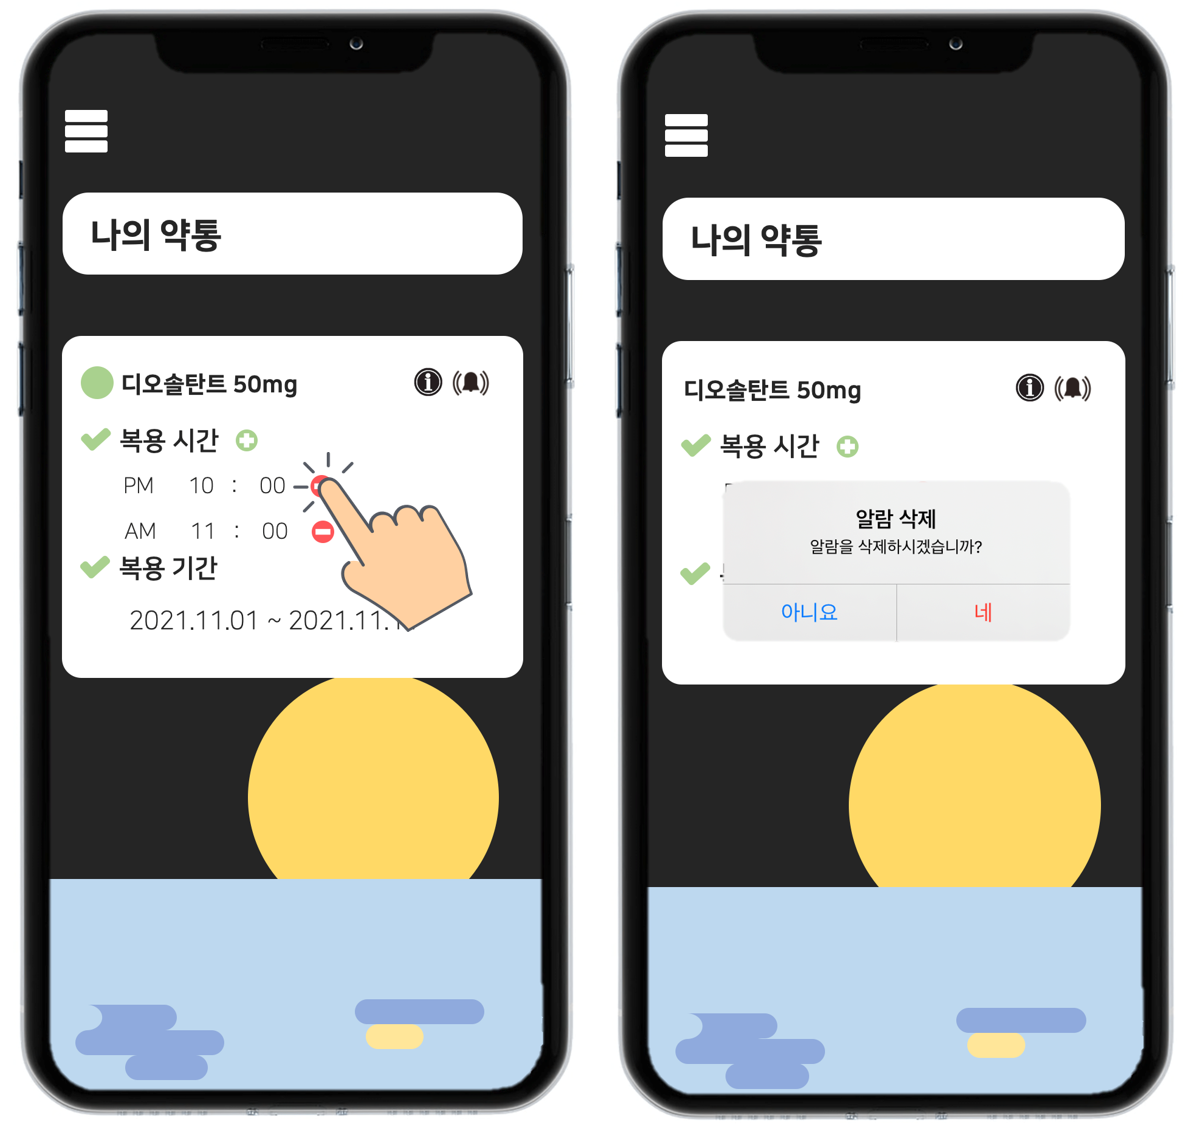 나의 약통
디오솔탄트 50mg
복용 시간
PM 10 : 00
AM 11 : 00
복용 기간
2021.11.01 ~ 2021.11.1
나의 약통
디오솔탄트 50mg
복용 시간
알람 삭제
알람을 삭제하시겠습니까?
아니요 네